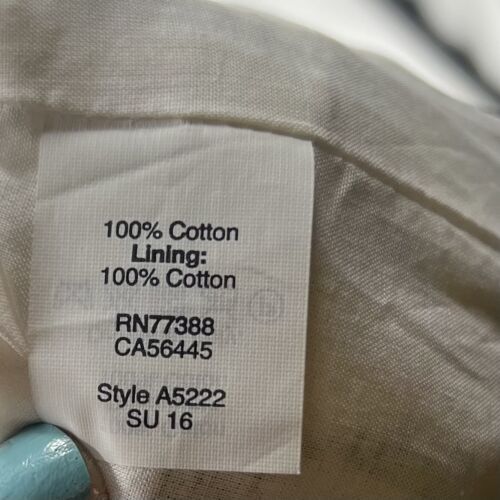 100% Cotton
Lining:
100% Cotton
RN77388
CA56445
Style A5222
SU 16